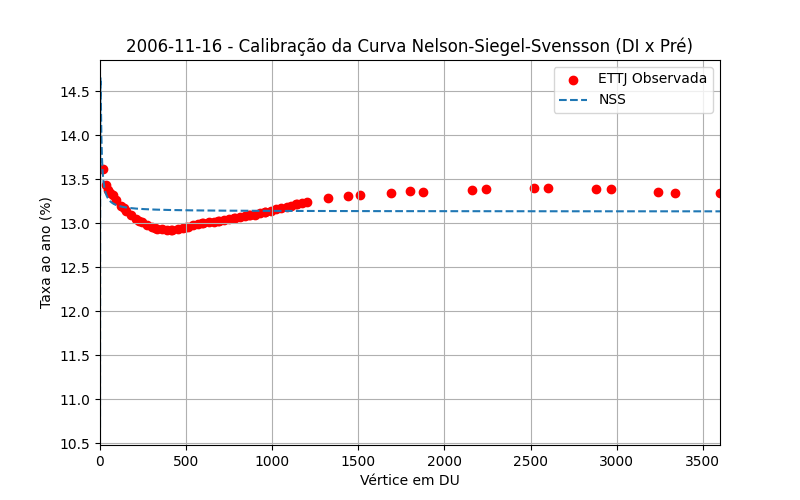 2006-11-16 - Calibração da Curva Nelson-Siegel-Svensson (DI x Pré)
ETTJ Observada
NSS
Taxa ao ano (%)
14.5
14.0
13.5
13.0
12.5
12.0
11.5
11.0
10.5
0 500 1000 1500 2000 2500 3000 3500
Vértice em DU